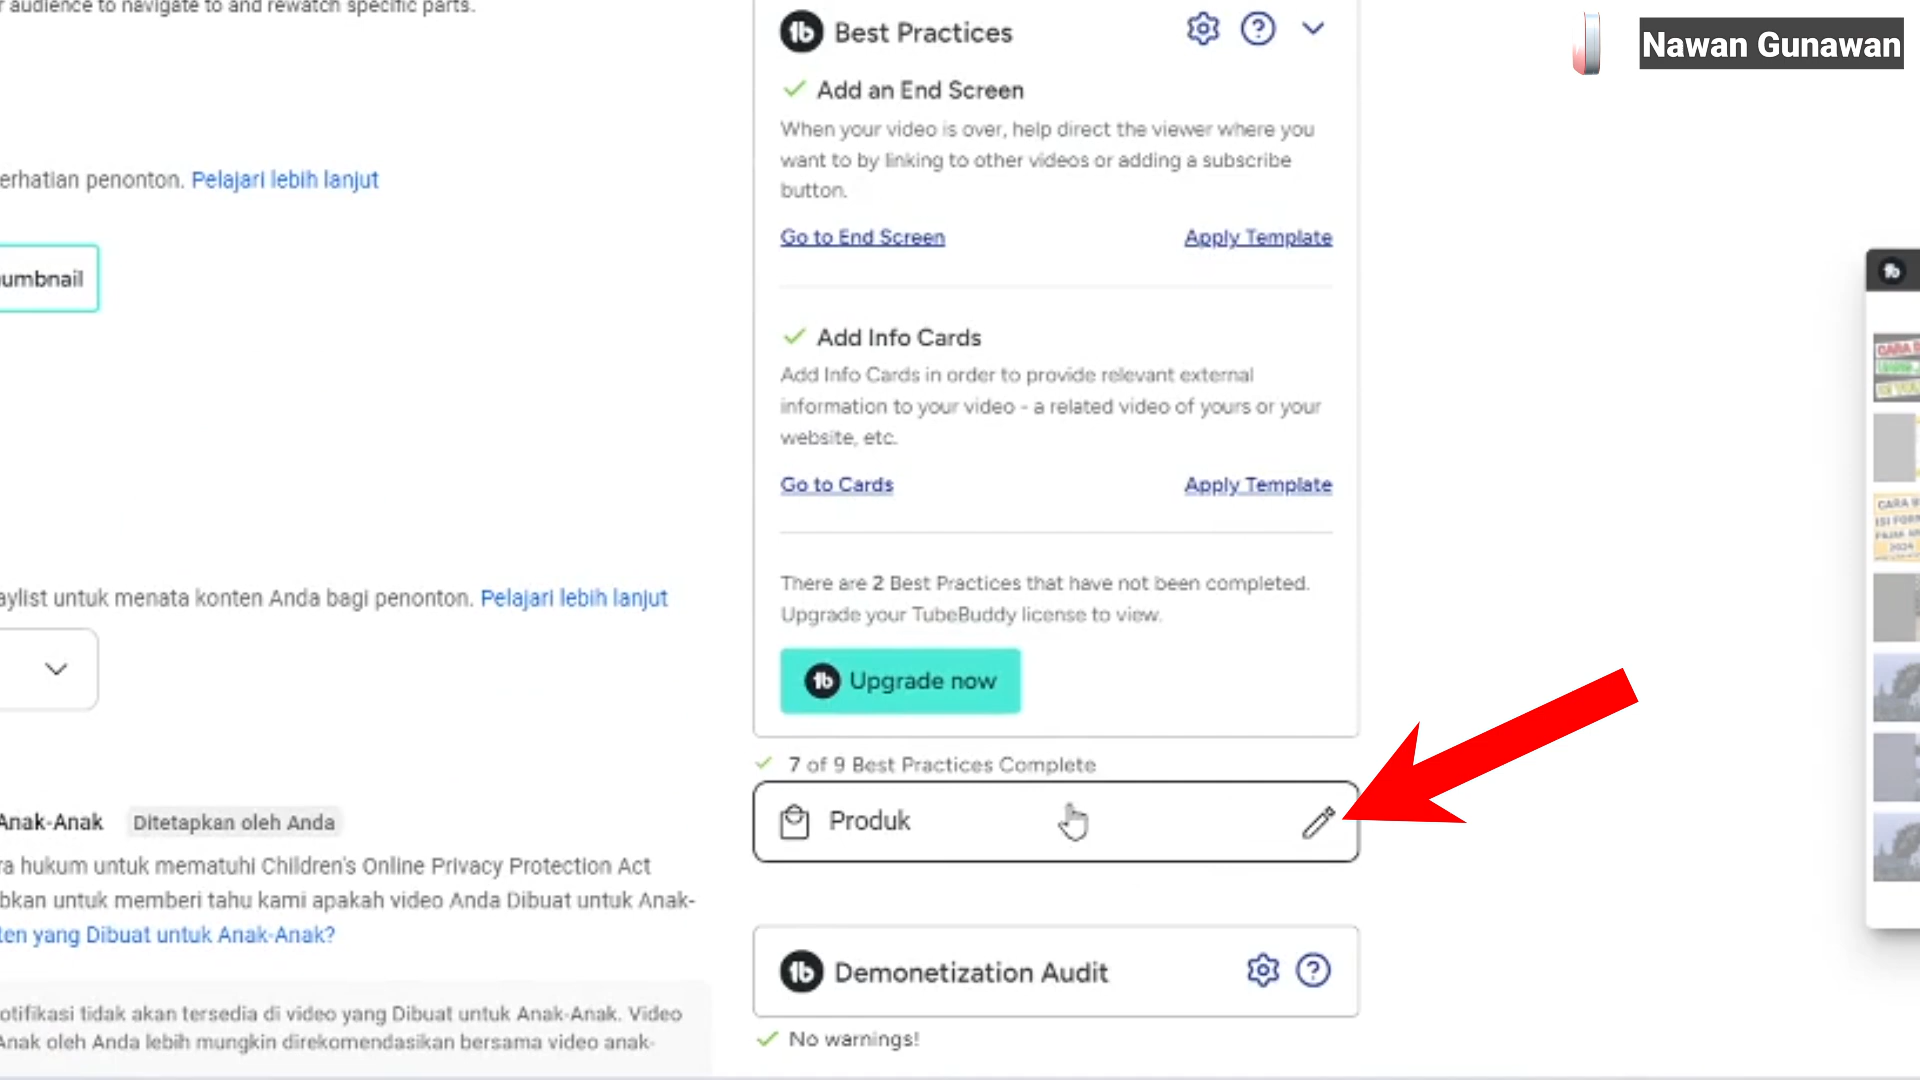 audience to navigate to and rewatch specific parts.
erhatian penonton. Pelajari lebih lanjut
umbnail
aylist untuk menata konten Anda bagi penonton. Pelajari lebih lanjut
Anak-Anak Ditetapkan oleh Anda
ra hukum untuk mematuhi Children's Online Privacy Protection Act
bkan untuk memberi tahu kami apakah video Anda Dibuat untuk Anak-
ten yang Dibuat untuk Anak-Anak?
otifikasi tidak akan tersedia di video yang Dibuat untuk Anak-Anak. Video
Anak oleh Anda lebih mungkin direkomendasikan bersama video anak-
Best Practices
Add an End Screen
When your video is over, help direct the viewer where you
want to by linking to other videos or adding a subscribe
button.
Go to End Screen Apply Template
Add Info Cards
Add Info Cards in order to provide relevant external
information to your video - a related video of yours or your
website, etc.
Go to Cards Apply Template
There are 2 Best Practices that have not been completed.
Upgrade your TubeBuddy license to view.
Upgrade now
7 of 9 Best Practices Complete
Produk
Demonetization Audit
No warnings!
Nawan Gunawan
CARA
CARA
ISI FORM
2024